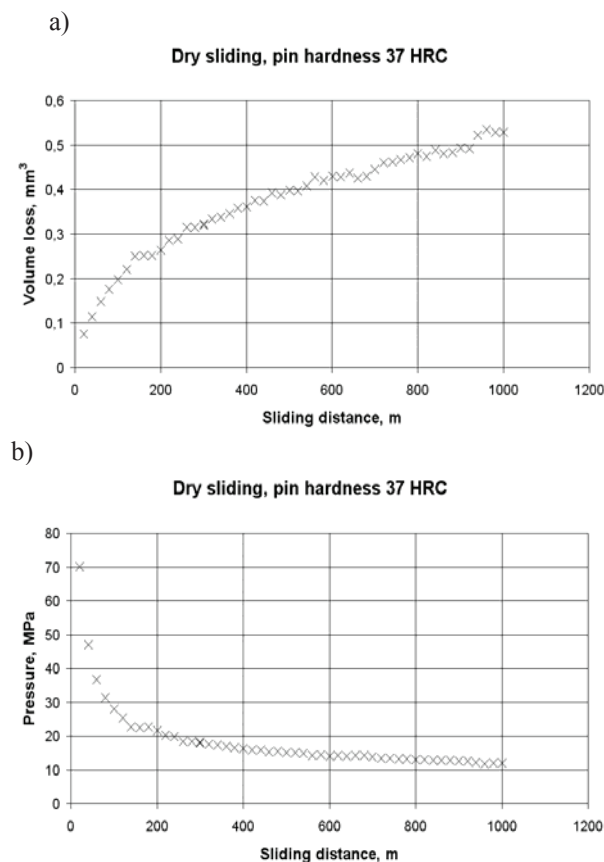 a)
Dry sliding, pin hardness 37 HRC
0,6
0,5
0,4
0,3
0,2
0,1
0
Volume loss, mm³
0 200 400 600 800 1000 1200
Sliding distance, m
b)
Dry sliding, pin hardness 37 HRC
80
70
60
50
40
30
20
10
0
Pressure, MPa
0 200 400 600 800 1000 1200
Sliding distance, m